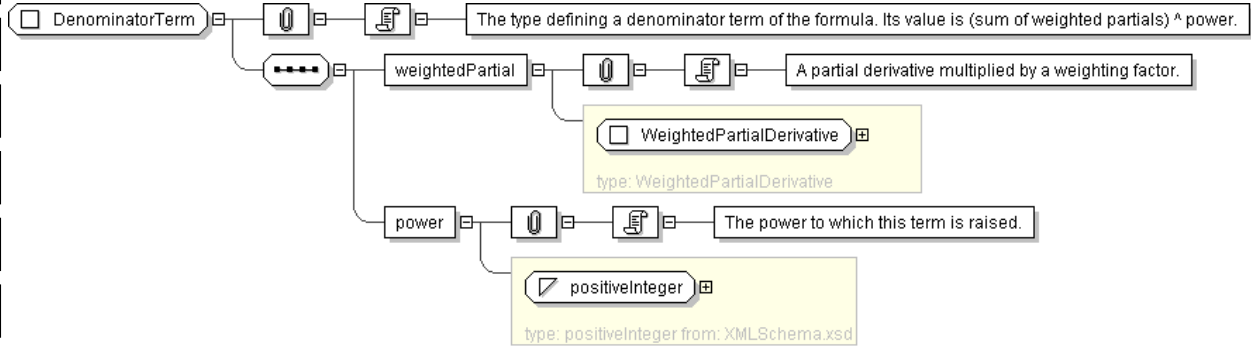 DenominatorTerm
The type defining a denominator term of the formula. Its value is (sum of weighted partials) ^ power.
weightedPartial
A partial derivative multiplied by a weighting factor.
WeightedPartialDerivative
type: WeightedPartialDerivative
power
The power to which this term is raised.
positiveInteger
type: positiveInteger from: XMLSchema.xsd